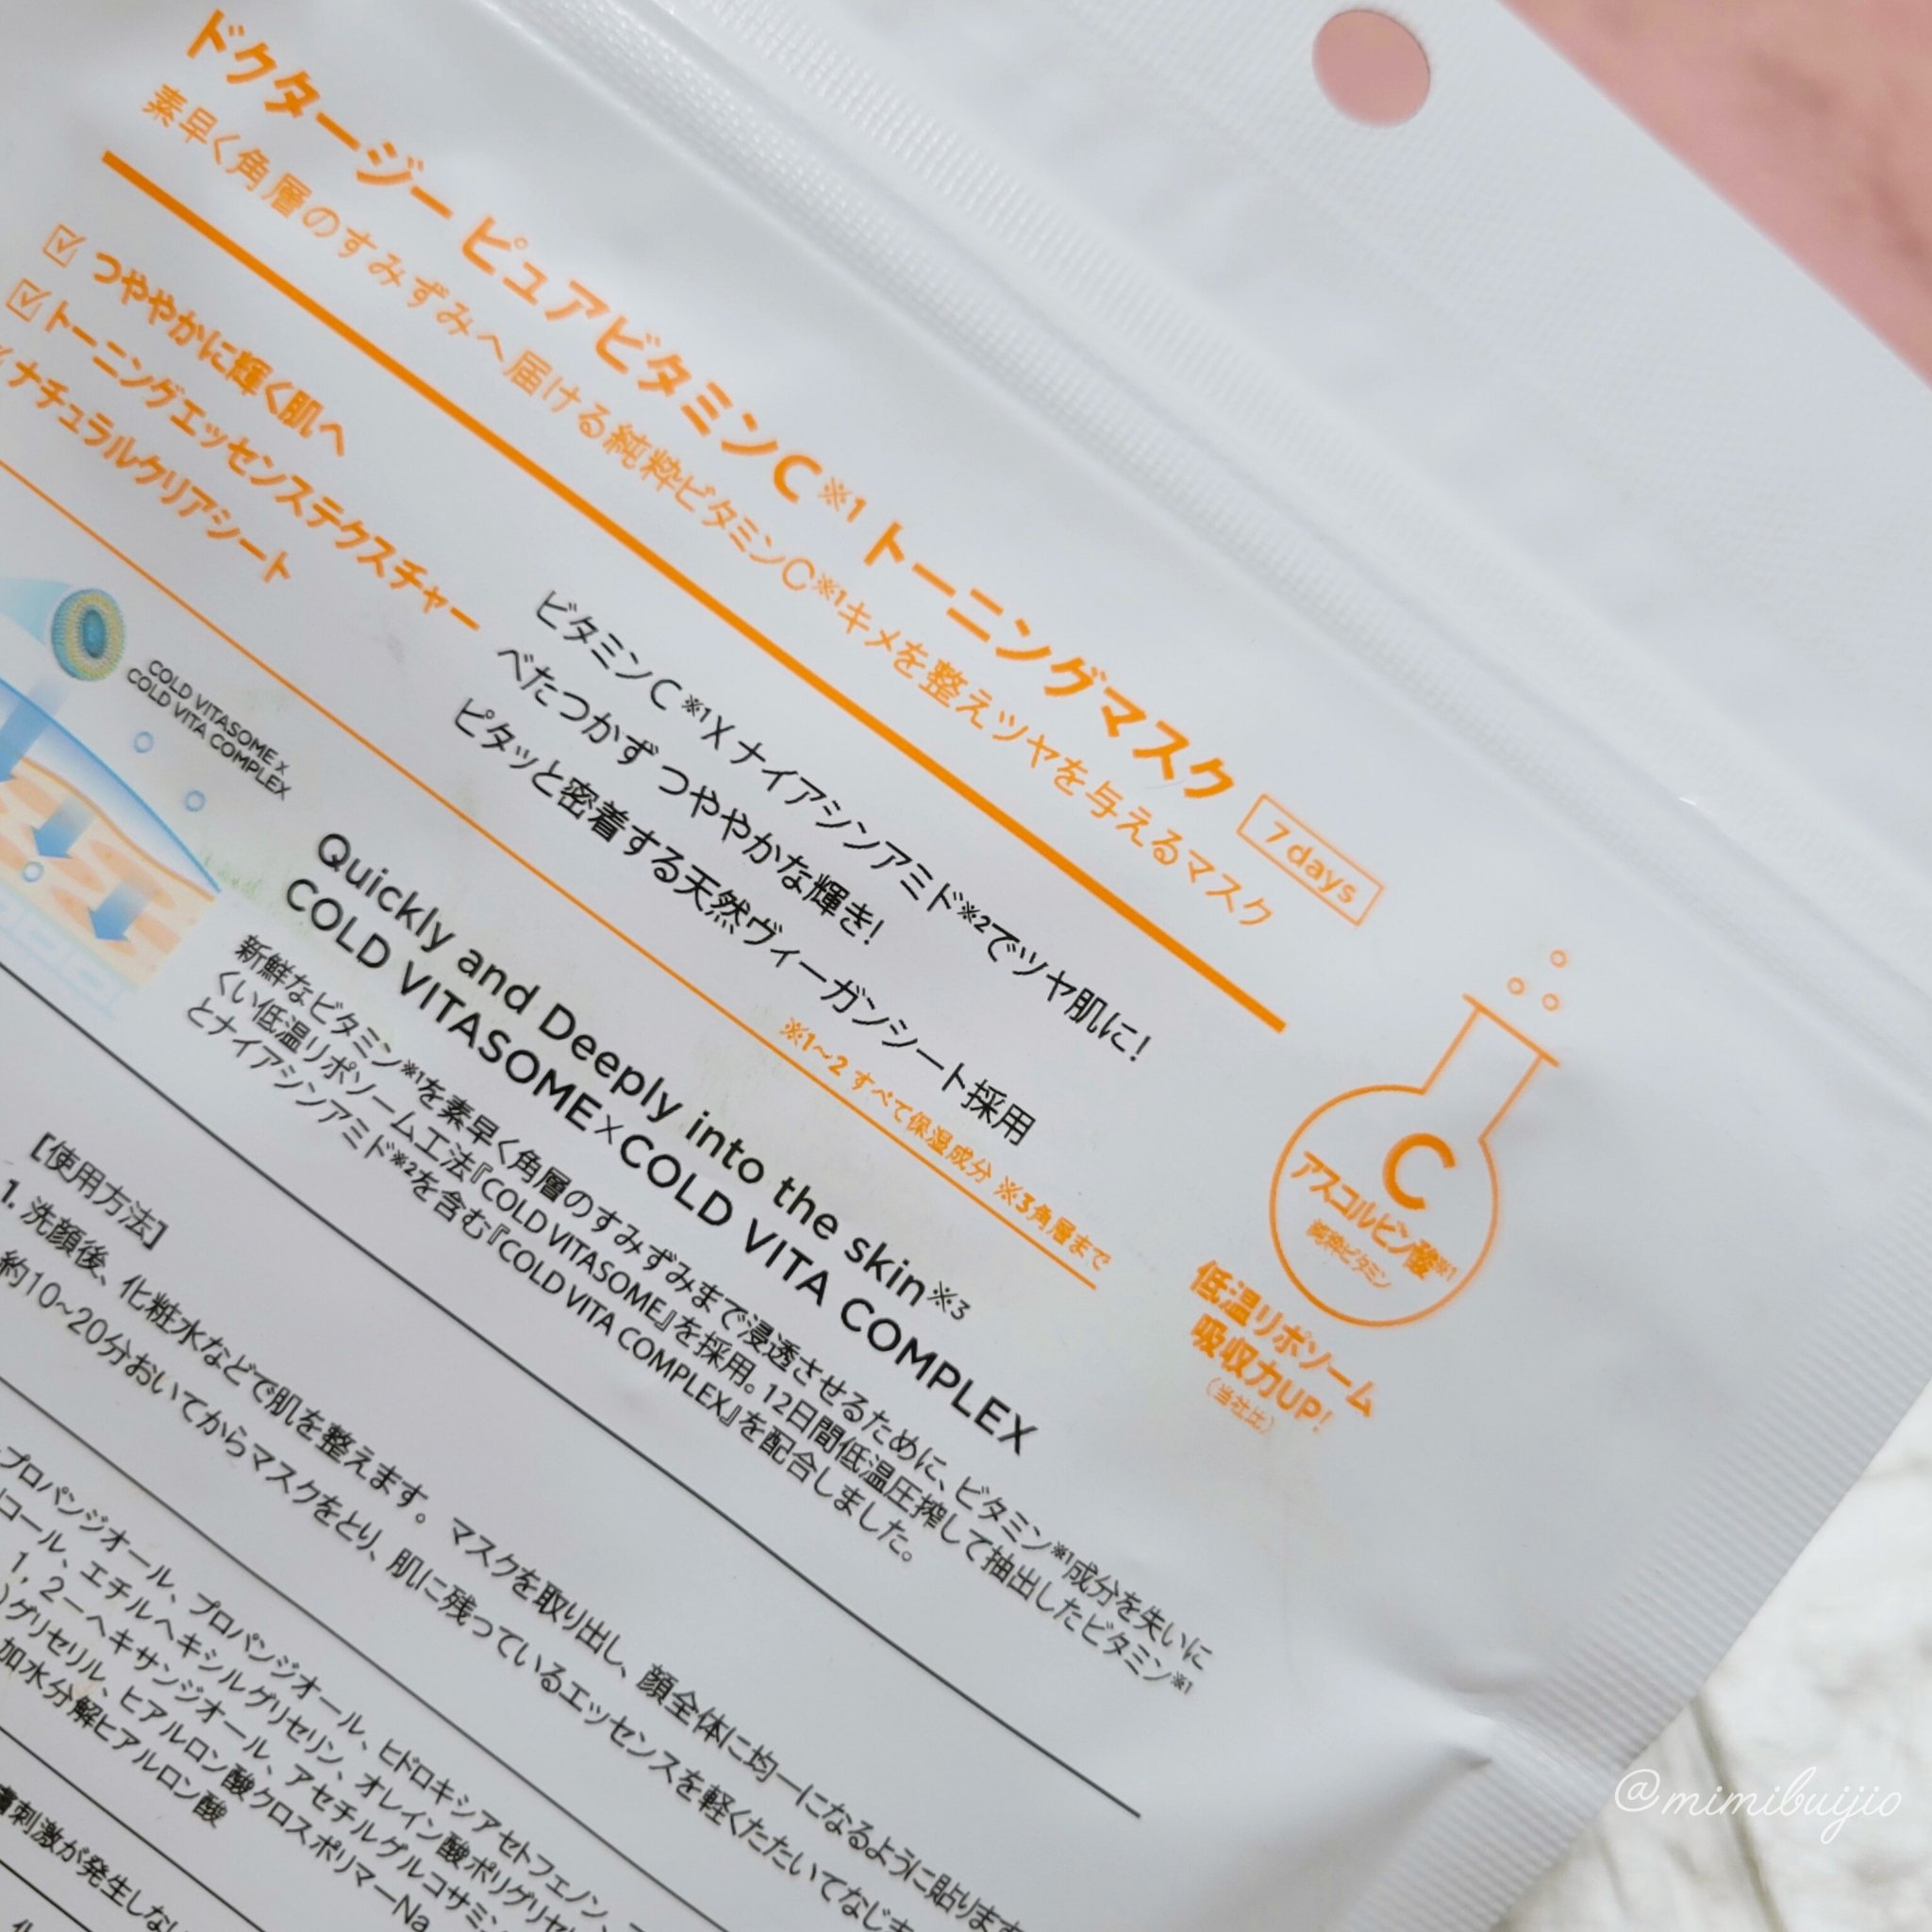 ドクタージー ピュアビタミンC※1 トーニングマスク 7days
素早く角層のすみずみへ届ける純粋ビタミンC※1キメを整えツヤを与えるマスク
つややかに輝く肌へ
トーニングエッセンステクスチャー
ナチュラルクリアシート
ビタミンC※1 X ナイアシンアミド※2でツヤ肌に!
べたつかず つややかな輝き!
ピタッと密着する天然ヴィーガンシート採用
※1~2 すべて保湿成分 ※3角層まで
C
アスコルビン酸※1
純粋ビタミン
低温リポソーム
吸収力UP!
(当社比)
COLD VITASOME x
COLD VITA COMPLEX
Quickly and Deeply into the skin※3
COLD VITASOME×COLD VITA COMPLEX
新鮮なビタミン※1を素早く角層のすみずみまで浸透させるために、ビタミン※1成分を失いに
くい低温リポソーム工法『COLD VITASOME』を採用。12日間低温圧搾して抽出したビタミン※1
とナイアシンアミド※2を含む『COLD VITA COMPLEX』を配合しました。
[使用方法]
1. 洗顔後、化粧水などで肌を整えます。マスクを取り出し、顔全体に均一になるように貼ります
約10~20分おいてからマスクをとり、肌に残っているエッセンスを軽くたたいてなじま
プロパンジオール、プロパンジオール、ヒドロキシアセトフェノン、
コール、エチルヘキシルグリセリン、オレイン酸ポリグリセリ
1,2-ヘキサンジオール、アセチルグルコサミン
)グリセリル、ヒアルロン酸クロスポリマーNa
加水分解ヒアルロン酸
刺激が発生しない
@mimibuijio